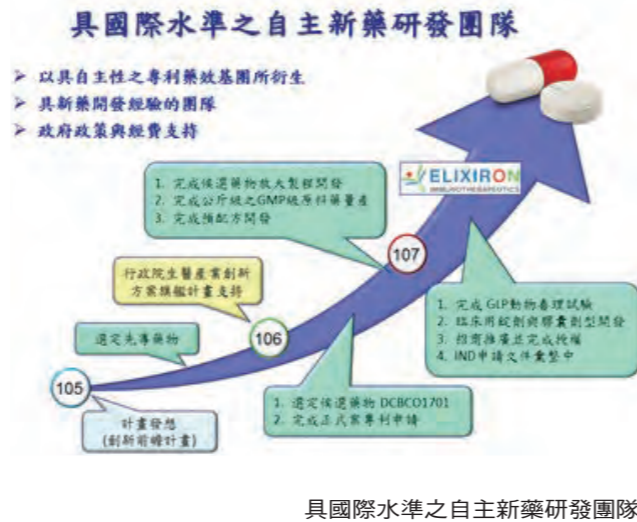 具國際水準之自主新藥研發團隊
➢ 以具自主性之專利藥效基團所衍生
➢ 具新藥開發經驗的團隊
➢ 政府政策與經費支持
1. 完成候選藥物放大製程開發
2. 完成公斤級之GMP級原料藥量產
3. 完成預配方開發
ELIXIRON
IMMUNOTHERAPEUTICS
107
行政院生醫產業創新
方案旗艦計畫支持
106
1. 完成 GLP動物毒理試驗
2. 臨床用錠劑與膠囊劑型開發
3. 招商推廣並完成授權
4. IND申請文件彙整中
選定先導藥物
105
1. 選定候選藥物 DCBCO1701
2. 完成正式案專利申請
計畫發想
(創新前瞻計畫)
具國際水準之自主新藥研發團隊